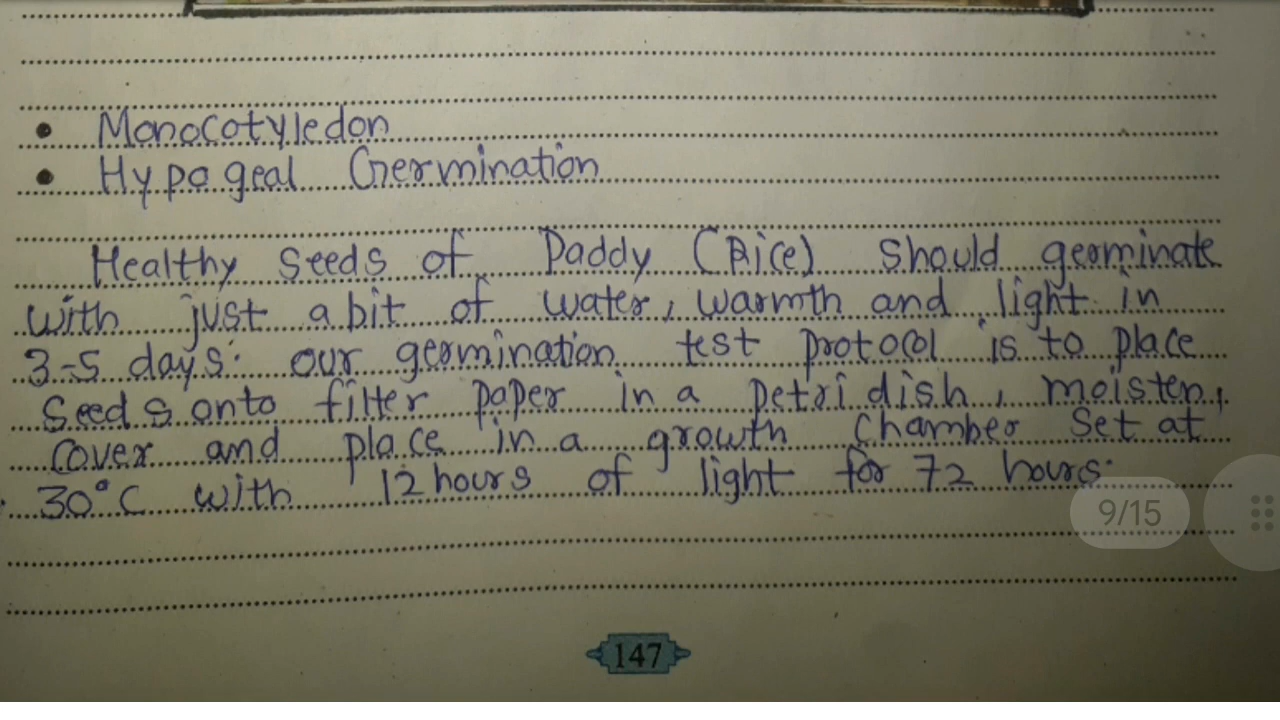 • Monocotyledon
• Hypogeal Germination
Healthy Seeds of Paddy (Rice) Should germinate
with just a bit of water, warmth and light in
3-5 days. our germination test protocol is to place
Seeds onto filter paper in a petri dish, moisten,
cover and place in a growth Chamber Set at
30°C with 12 hours of light for 72 hours.
9/15
147